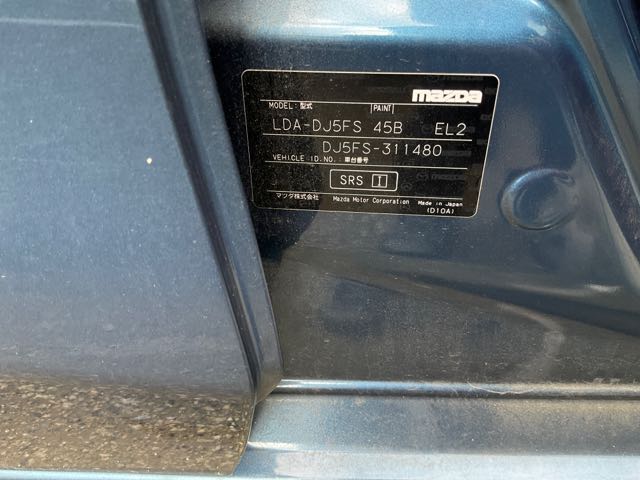 mazda
MODEL: 型式 PAINT
LDA-DJ5FS 45B EL2
DJ5FS-311480
VEHICLE ID.NO.: 車台番号
SRS I
マツダ株式会社 Mazda Motor Corporation Made in Japan
(D10A)